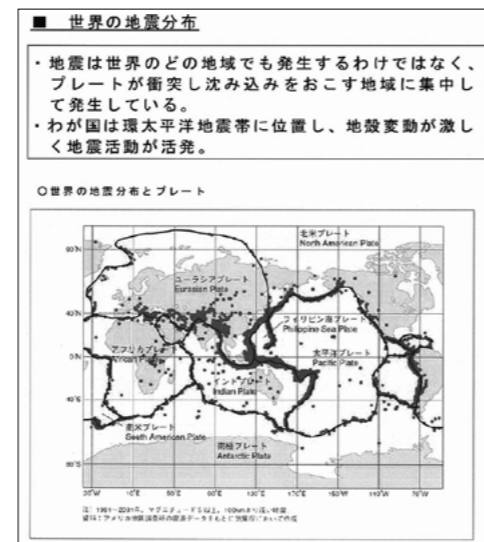 ■ 世界の地震分布
・地震は世界のどの地域でも発生するわけではなく、
プレートが衝突し沈み込みをおこす地域に集中し
て発生している。
・わが国は環太平洋地震帯に位置し、地殻変動が激し
く地震活動が活発。
○世界の地震分布とプレート
北米プレート
North American Plate
ユーラシアプレート
Eurasian Plate
フィリピン海プレート
Philippine Sea Plate
アフリカプレート
African Plate
太平洋プレート
Pacific Plate
インドプレート
Indian Plate
南米プレート
South American Plate
南極プレート
Antarctic Plate
40°N
0°N
40°S